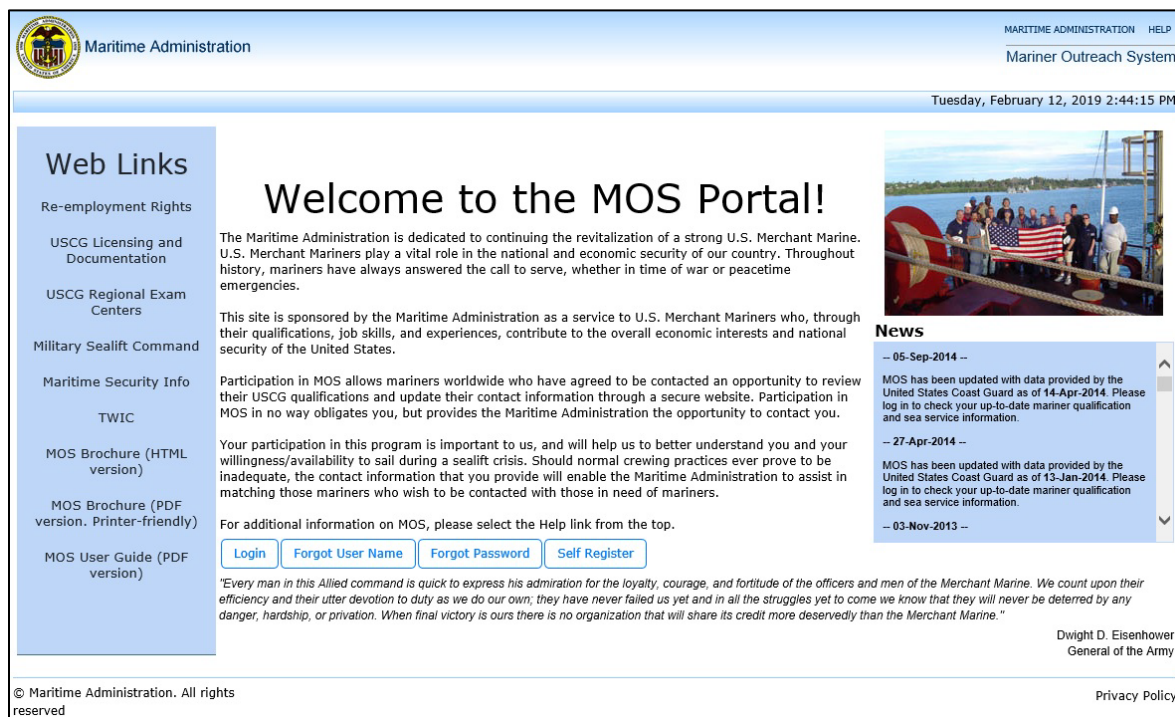 Maritime Administration
MARITIME ADMINISTRATION HELP
Mariner Outreach System
Tuesday, February 12, 2019 2:44:15 PM
Web Links
Re-employment Rights
USCG Licensing and
Documentation
USCG Regional Exam
Centers
Military Sealift Command
Maritime Security Info
TWIC
MOS Brochure (HTML
version)
MOS Brochure (PDF
version. Printer-friendly)
MOS User Guide (PDF
version)
Welcome to the MOS Portal!
The Maritime Administration is dedicated to continuing the revitalization of a strong U.S. Merchant Marine.
U.S. Merchant Mariners play a vital role in the national and economic security of our country. Throughout
history, mariners have always answered the call to serve, whether in time of war or peacetime
emergencies.
This site is sponsored by the Maritime Administration as a service to U.S. Merchant Mariners who, through
their qualifications, job skills, and experiences, contribute to the overall economic interests and national
security of the United States.
Participation in MOS allows mariners worldwide who have agreed to be contacted an opportunity to review
their USCG qualifications and update their contact information through a secure website. Participation in
MOS in no way obligates you, but provides the Maritime Administration the opportunity to contact you.
Your participation in this program is important to us, and will help us to better understand you and your
willingness/availability to sail during a sealift crisis. Should normal crewing practices ever prove to be
inadequate, the contact information that you provide will enable the Maritime Administration to assist in
matching those mariners who wish to be contacted with those in need of mariners.
For additional information on MOS, please select the Help link from the top.
Login Forgot User Name Forgot Password Self Register
News
-- 05-Sep-2014 --
MOS has been updated with data provided by the
United States Coast Guard as of 14-Apr-2014. Please
log in to check your up-to-date mariner qualification
and sea service information.
-- 27-Apr-2014 --
MOS has been updated with data provided by the
United States Coast Guard as of 13-Jan-2014. Please
log in to check your up-to-date mariner qualification
and sea service information.
-- 03-Nov-2013 --
"Every man in this Allied command is quick to express his admiration for the loyalty, courage, and fortitude of the officers and men of the Merchant Marine. We count upon their
efficiency and their utter devotion to duty as we do our own; they have never failed us yet and in all the struggles yet to come we know that they will never be deterred by any
danger, hardship, or privation. When final victory is ours there is no organization that will share its credit more deservedly than the Merchant Marine."
Dwight D. Eisenhower
General of the Army
© Maritime Administration. All rights
reserved
Privacy Policy